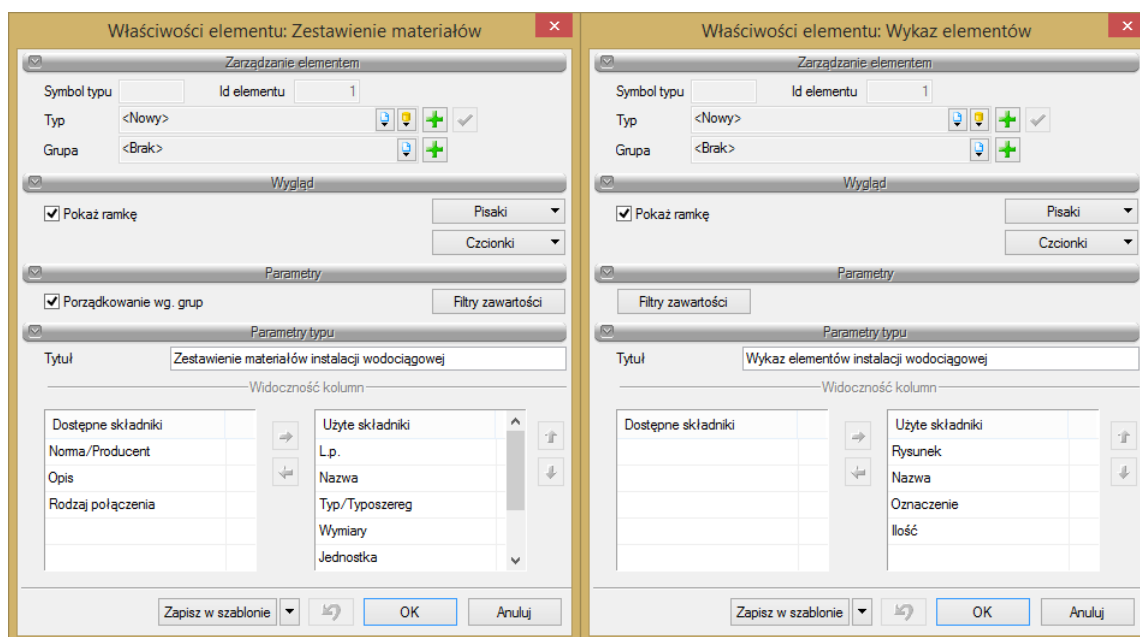 Właściwości elementu: Zestawienie materiałów
Zarządzanie elementem
Symbol typu Id elementu 1
Typ <Nowy>
Grupa <Brak>
Wygląd
Pokaż ramkę Pisaki
Czcionki
Parametry
Porządkowanie wg. grup Filtry zawartości
Parametry typu
Tytuł Zestawienie materiałów instalacji wodociągowej
Widoczność kolumn
Dostępne składniki Użyte składniki
Norma/Producent L.p.
Opis Nazwa
Rodzaj połączenia Typ/Typoszereg
Wymiary
Jednostka
Zapisz w szablonie OK Anuluj
Właściwości elementu: Wykaz elementów
Zarządzanie elementem
Symbol typu Id elementu 1
Typ <Nowy>
Grupa <Brak>
Wygląd
Pokaż ramkę Pisaki
Czcionki
Parametry
Filtry zawartości
Parametry typu
Tytuł Wykaz elementów instalacji wodociągowej
Widoczność kolumn
Dostępne składniki Użyte składniki
Rysunek
Nazwa
Oznaczenie
Ilość
Zapisz w szablonie OK Anuluj